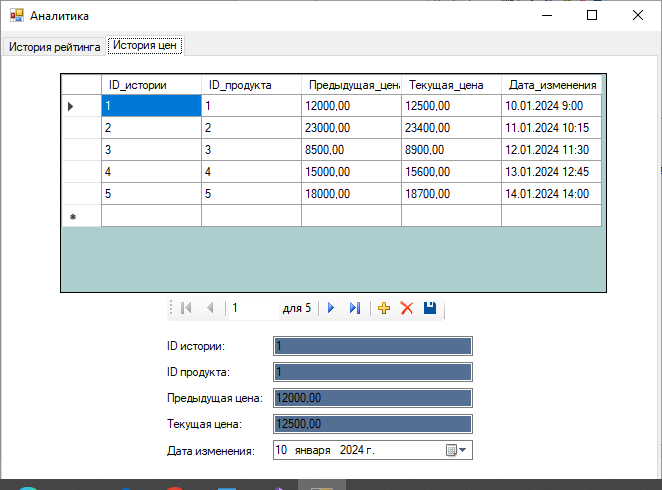 Аналитика
История рейтинга История цен
ID_истории ID_продукта Предыдущая_цена Текущая_цена Дата_изменения
1 1 12000,00 12500,00 10.01.2024 9:00
2 2 23000,00 23400,00 11.01.2024 10:15
3 3 8500,00 8900,00 12.01.2024 11:30
4 4 15000,00 15600,00 13.01.2024 12:45
5 5 18000,00 18700,00 14.01.2024 14:00
1 для 5
ID истории: 1
ID продукта: 1
Предыдущая цена: 12000,00
Текущая цена: 12500,00
Дата изменения: 10 января 2024 г.